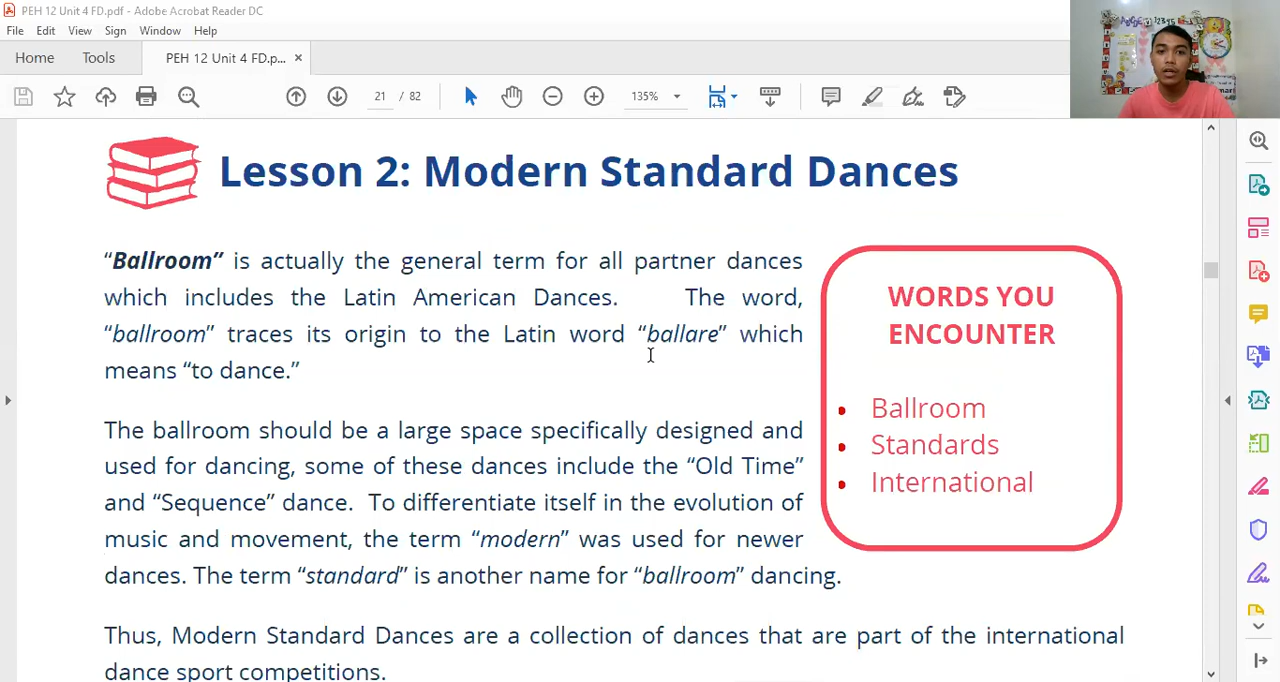 PEH 12 Unit 4 FD.pdf - Adobe Acrobat Reader DC
File Edit View Window Sign Help
Home Tools PEH 12 Unit 4 FD.p... ×
21 / 82 135%
Lesson 2: Modern Standard Dances
“Ballroom” is actually the general term for all partner dances
which includes the Latin American Dances. The word,
“ballroom” traces its origin to the Latin word “ballare” which
means “to dance.”
The ballroom should be a large space specifically designed and
used for dancing, some of these dances include the “Old Time”
and “Sequence” dance. To differentiate itself in the evolution of
music and movement, the term “modern” was used for newer
dances. The term “standard” is another name for “ballroom” dancing.
Thus, Modern Standard Dances are a collection of dances that are part of the international
dance sport competitions.
WORDS YOU
ENCOUNTER
• Ballroom
• Standards
• International